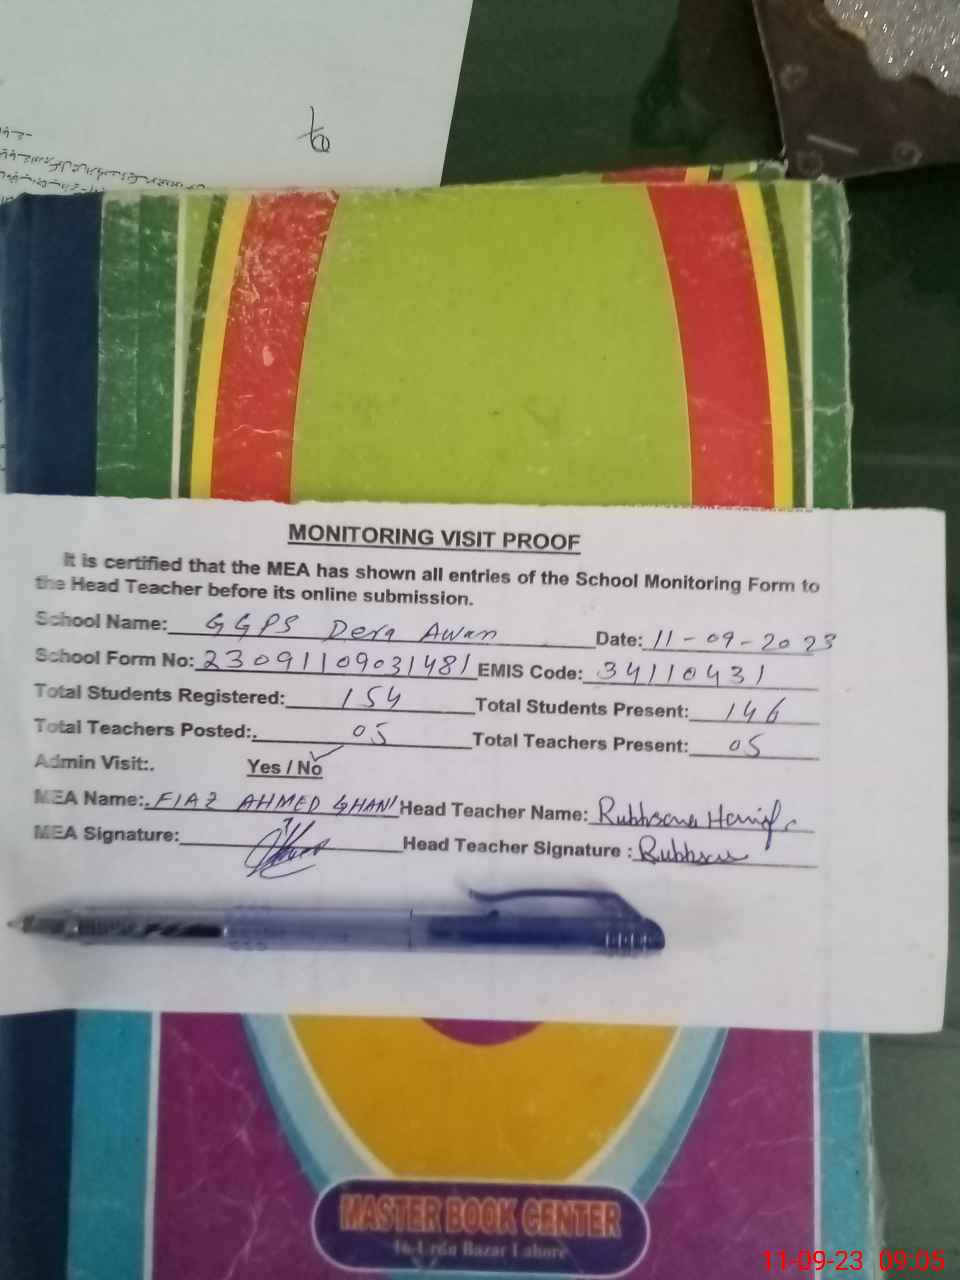 MONITORING VISIT PROOF
It is certified that the MEA has shown all entries of the School Monitoring Form to
the Head Teacher before its online submission.
School Name: GGPS Dera Awan Date: 11-09-2023
School Form No: 23091109031481 EMIS Code: 34110431
Total Students Registered: 154 Total Students Present: 146
Total Teachers Posted:. 05 Total Teachers Present: 05
Admin Visit:. Yes / No
MEA Name:. FIAZ AHMED GHANI Head Teacher Name: Rubhsana Hanif
MEA Signature: Head Teacher Signature : Rubhsana
MASTER BOOK CENTER
Urdu Bazar Lahore
11-09-23 09:05